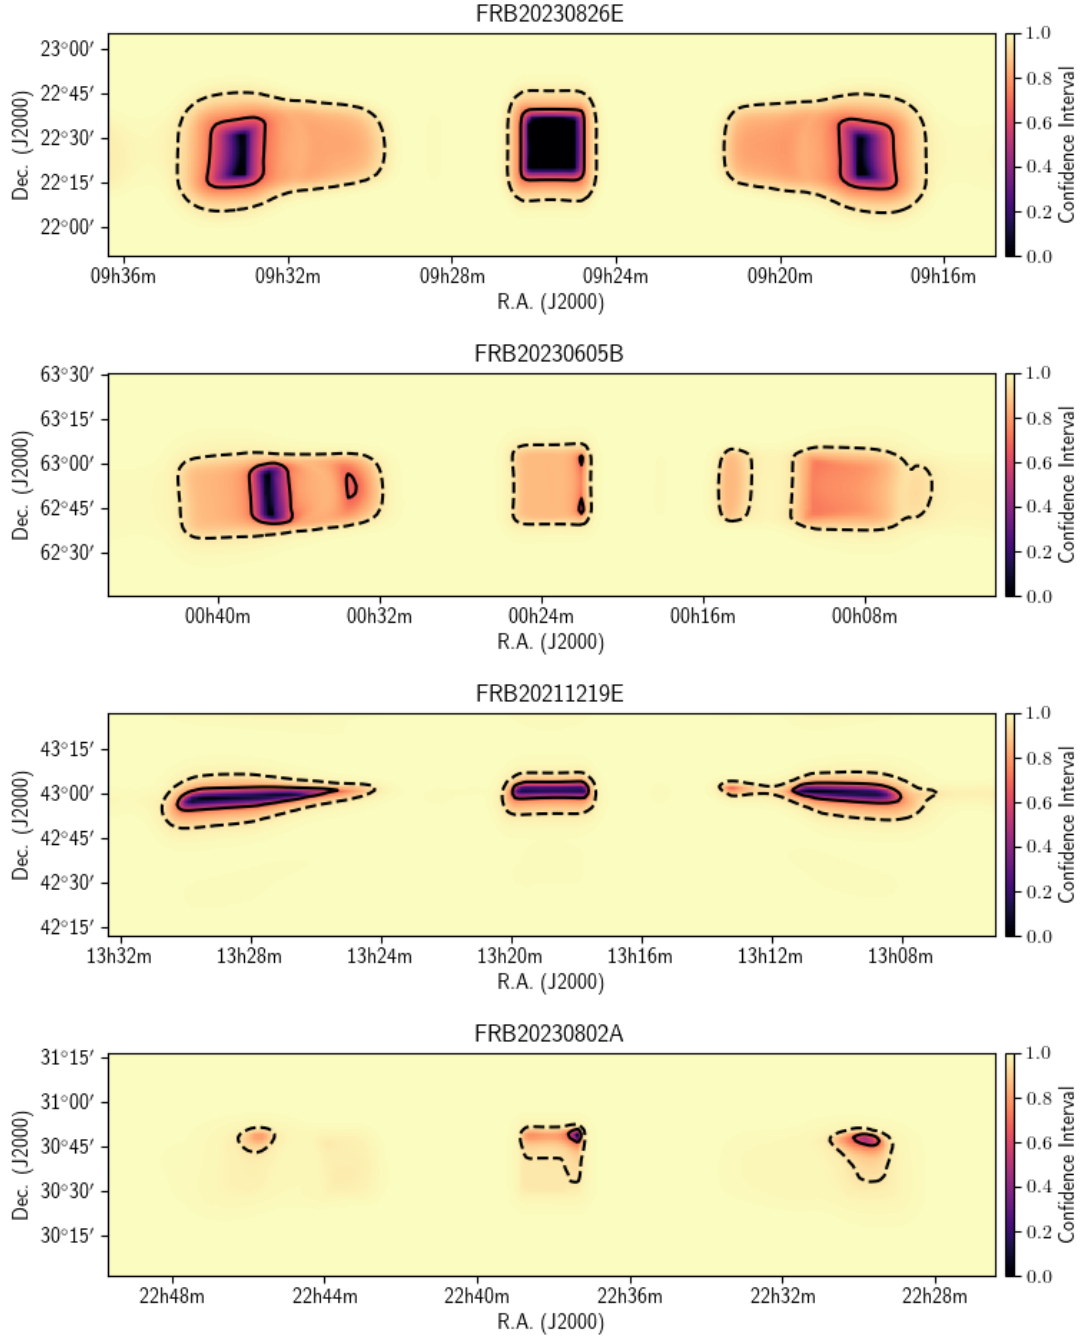 FRB20230826E
23°00′
22°45′
22°30′
22°15′
22°00′
Dec. (J2000)
09h36m 09h32m 09h28m 09h24m 09h20m 09h16m
R.A. (J2000)
1.0
0.8
0.6
0.4
0.2
0.0
Confidence Interval
FRB20230605B
63°30′
63°15′
63°00′
62°45′
62°30′
Dec. (J2000)
00h40m 00h32m 00h24m 00h16m 00h08m
R.A. (J2000)
1.0
0.8
0.6
0.4
0.2
0.0
Confidence Interval
FRB20211219E
43°15′
43°00′
42°45′
42°30′
42°15′
Dec. (J2000)
13h32m 13h28m 13h24m 13h20m 13h16m 13h12m 13h08m
R.A. (J2000)
1.0
0.8
0.6
0.4
0.2
0.0
Confidence Interval
FRB20230802A
31°15′
31°00′
30°45′
30°30′
30°15′
Dec. (J2000)
22h48m 22h44m 22h40m 22h36m 22h32m 22h28m
R.A. (J2000)
1.0
0.8
0.6
0.4
0.2
0.0
Confidence Interval